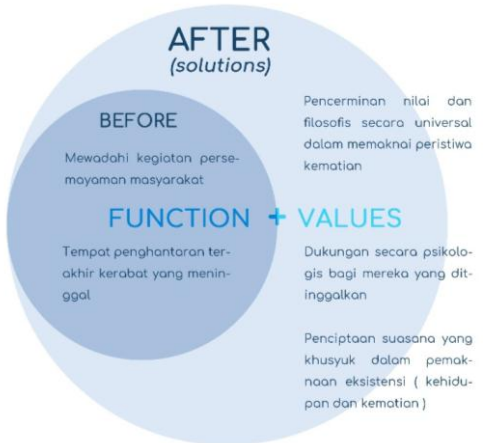 AFTER
(solutions)
BEFORE
Mewadahi kegiatan perse-
mayaman masyarakat
Pencerminan nilai dan
filosofis secara universal
dalam memaknai peristiwa
kematian
FUNCTION + VALUES
Tempat penghantaran ter-
akhir kerabat yang menin-
ggal
Dukungan secara psikolo-
gis bagi mereka yang dit-
inggalkan
Penciptaan suasana yang
khusyuk dalam pemak-
naan eksistensi ( kehidu-
pan dan kematian )